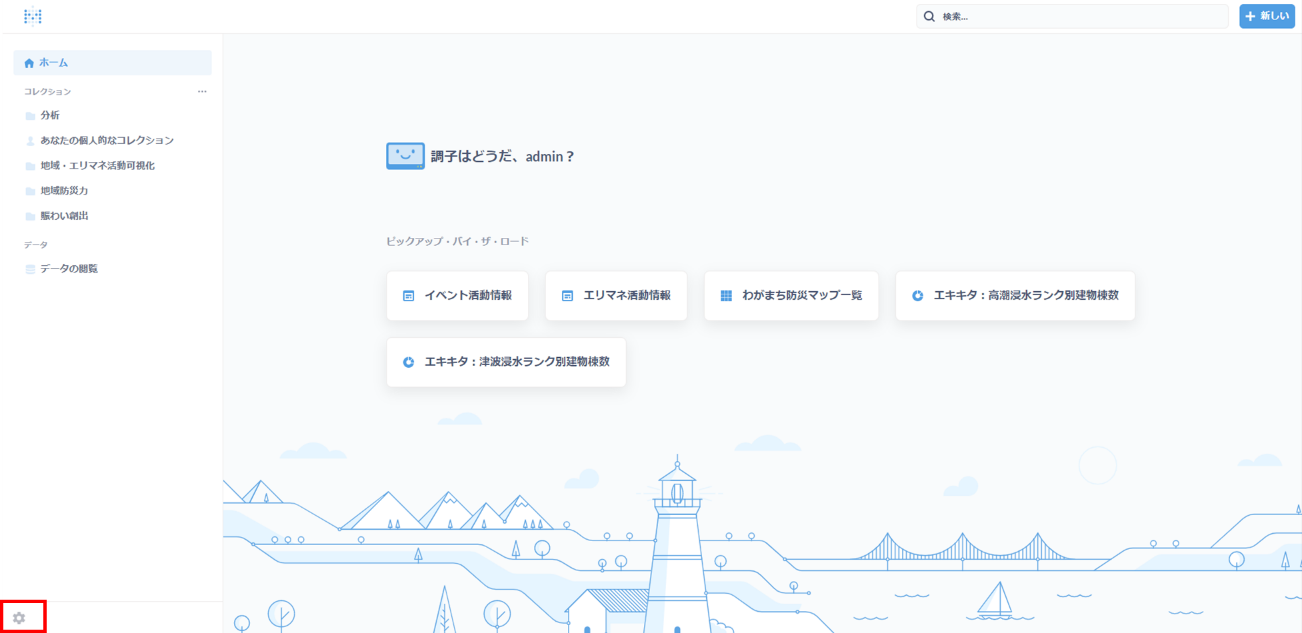 検索...
新しい
ホーム
コレクション
分析
あなたの個人的なコレクション
地域・エリマネ活動可視化
地域防災力
賑わい創出
データ
データの閲覧
調子はどうだ、admin？
ピックアップ・バイ・ザ・ロード
イベント活動情報
エリマネ活動情報
わがまち防災マップ一覧
エキキタ：高潮浸水ランク別建物棟数
エキキタ：津波浸水ランク別建物棟数